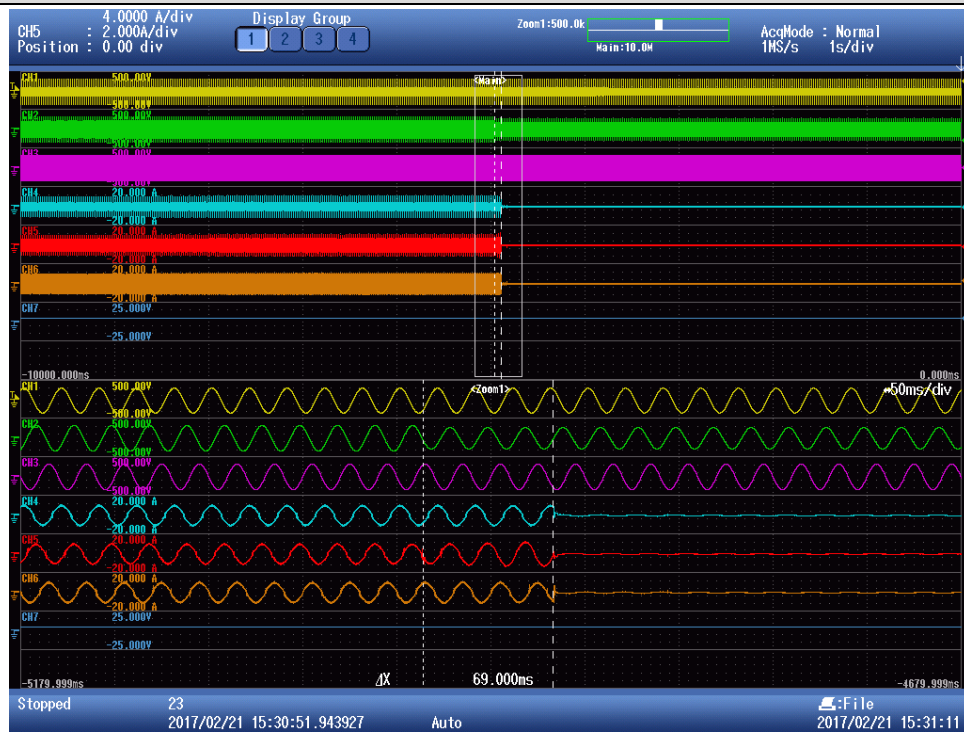 4.0000 A/div
CH5 : 2.000A/div
Position : 0.00 div
Display Group
1 2 3 4
Zoom1:500.0k
Main:10.0M
AcqMode : Normal
1MS/s 1s/div
CH1 500.00V
<Main>
-500.00V
CH2 500.00V
-500.00V
CH3 500.00V
-500.00V
CH4 20.000 A
-20.000 A
CH5 20.000 A
-20.000 A
CH6 20.000 A
-20.000 A
CH7 25.000V
-25.000V
-10000.000ms 0.000ms
CH1 500.00V <Zoom1> 50ms/div
-500.00V
CH2 500.00V
-500.00V
CH3 500.00V
-500.00V
CH4 20.000 A
-20.000 A
CH5 20.000 A
-20.000 A
CH6 20.000 A
-20.000 A
CH7 25.000V
-25.000V
ΔX 69.000ms
-5179.999ms -4679.999ms
Stopped 23 :File
2017/02/21 15:30:51.943927 Auto 2017/02/21 15:31:11